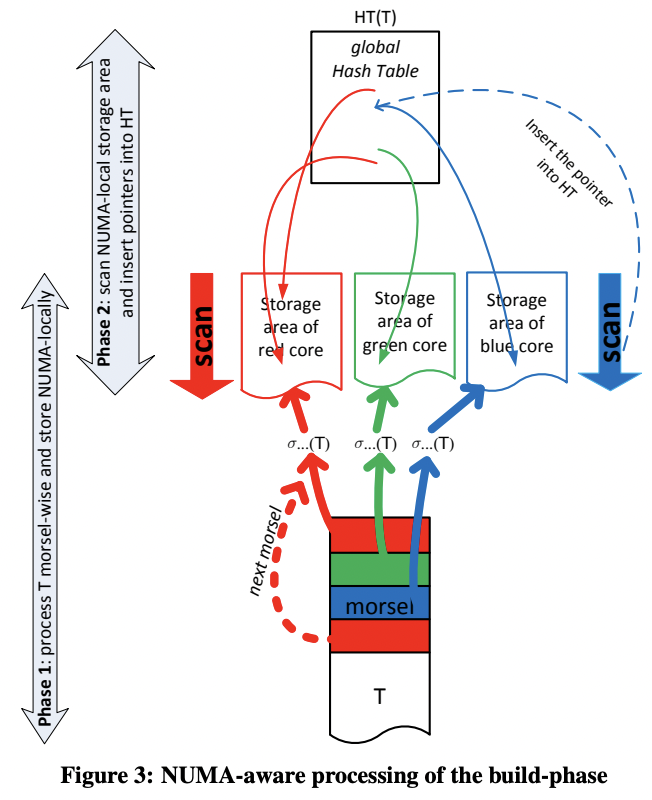 HT(T)
global
Hash Table
Phase 2: scan NUMA-local storage area
and insert pointers into HT
Insert the pointer
into HT
Phase 1: process T morsel-wise and store NUMA-locally
scan
Storage
area of
red core
Storage
area of
green core
Storage
area of
blue core
scan
σ...(T)
σ...(T)
σ...(T)
next morsel
morsel
T
Figure 3: NUMA-aware processing of the build-phase